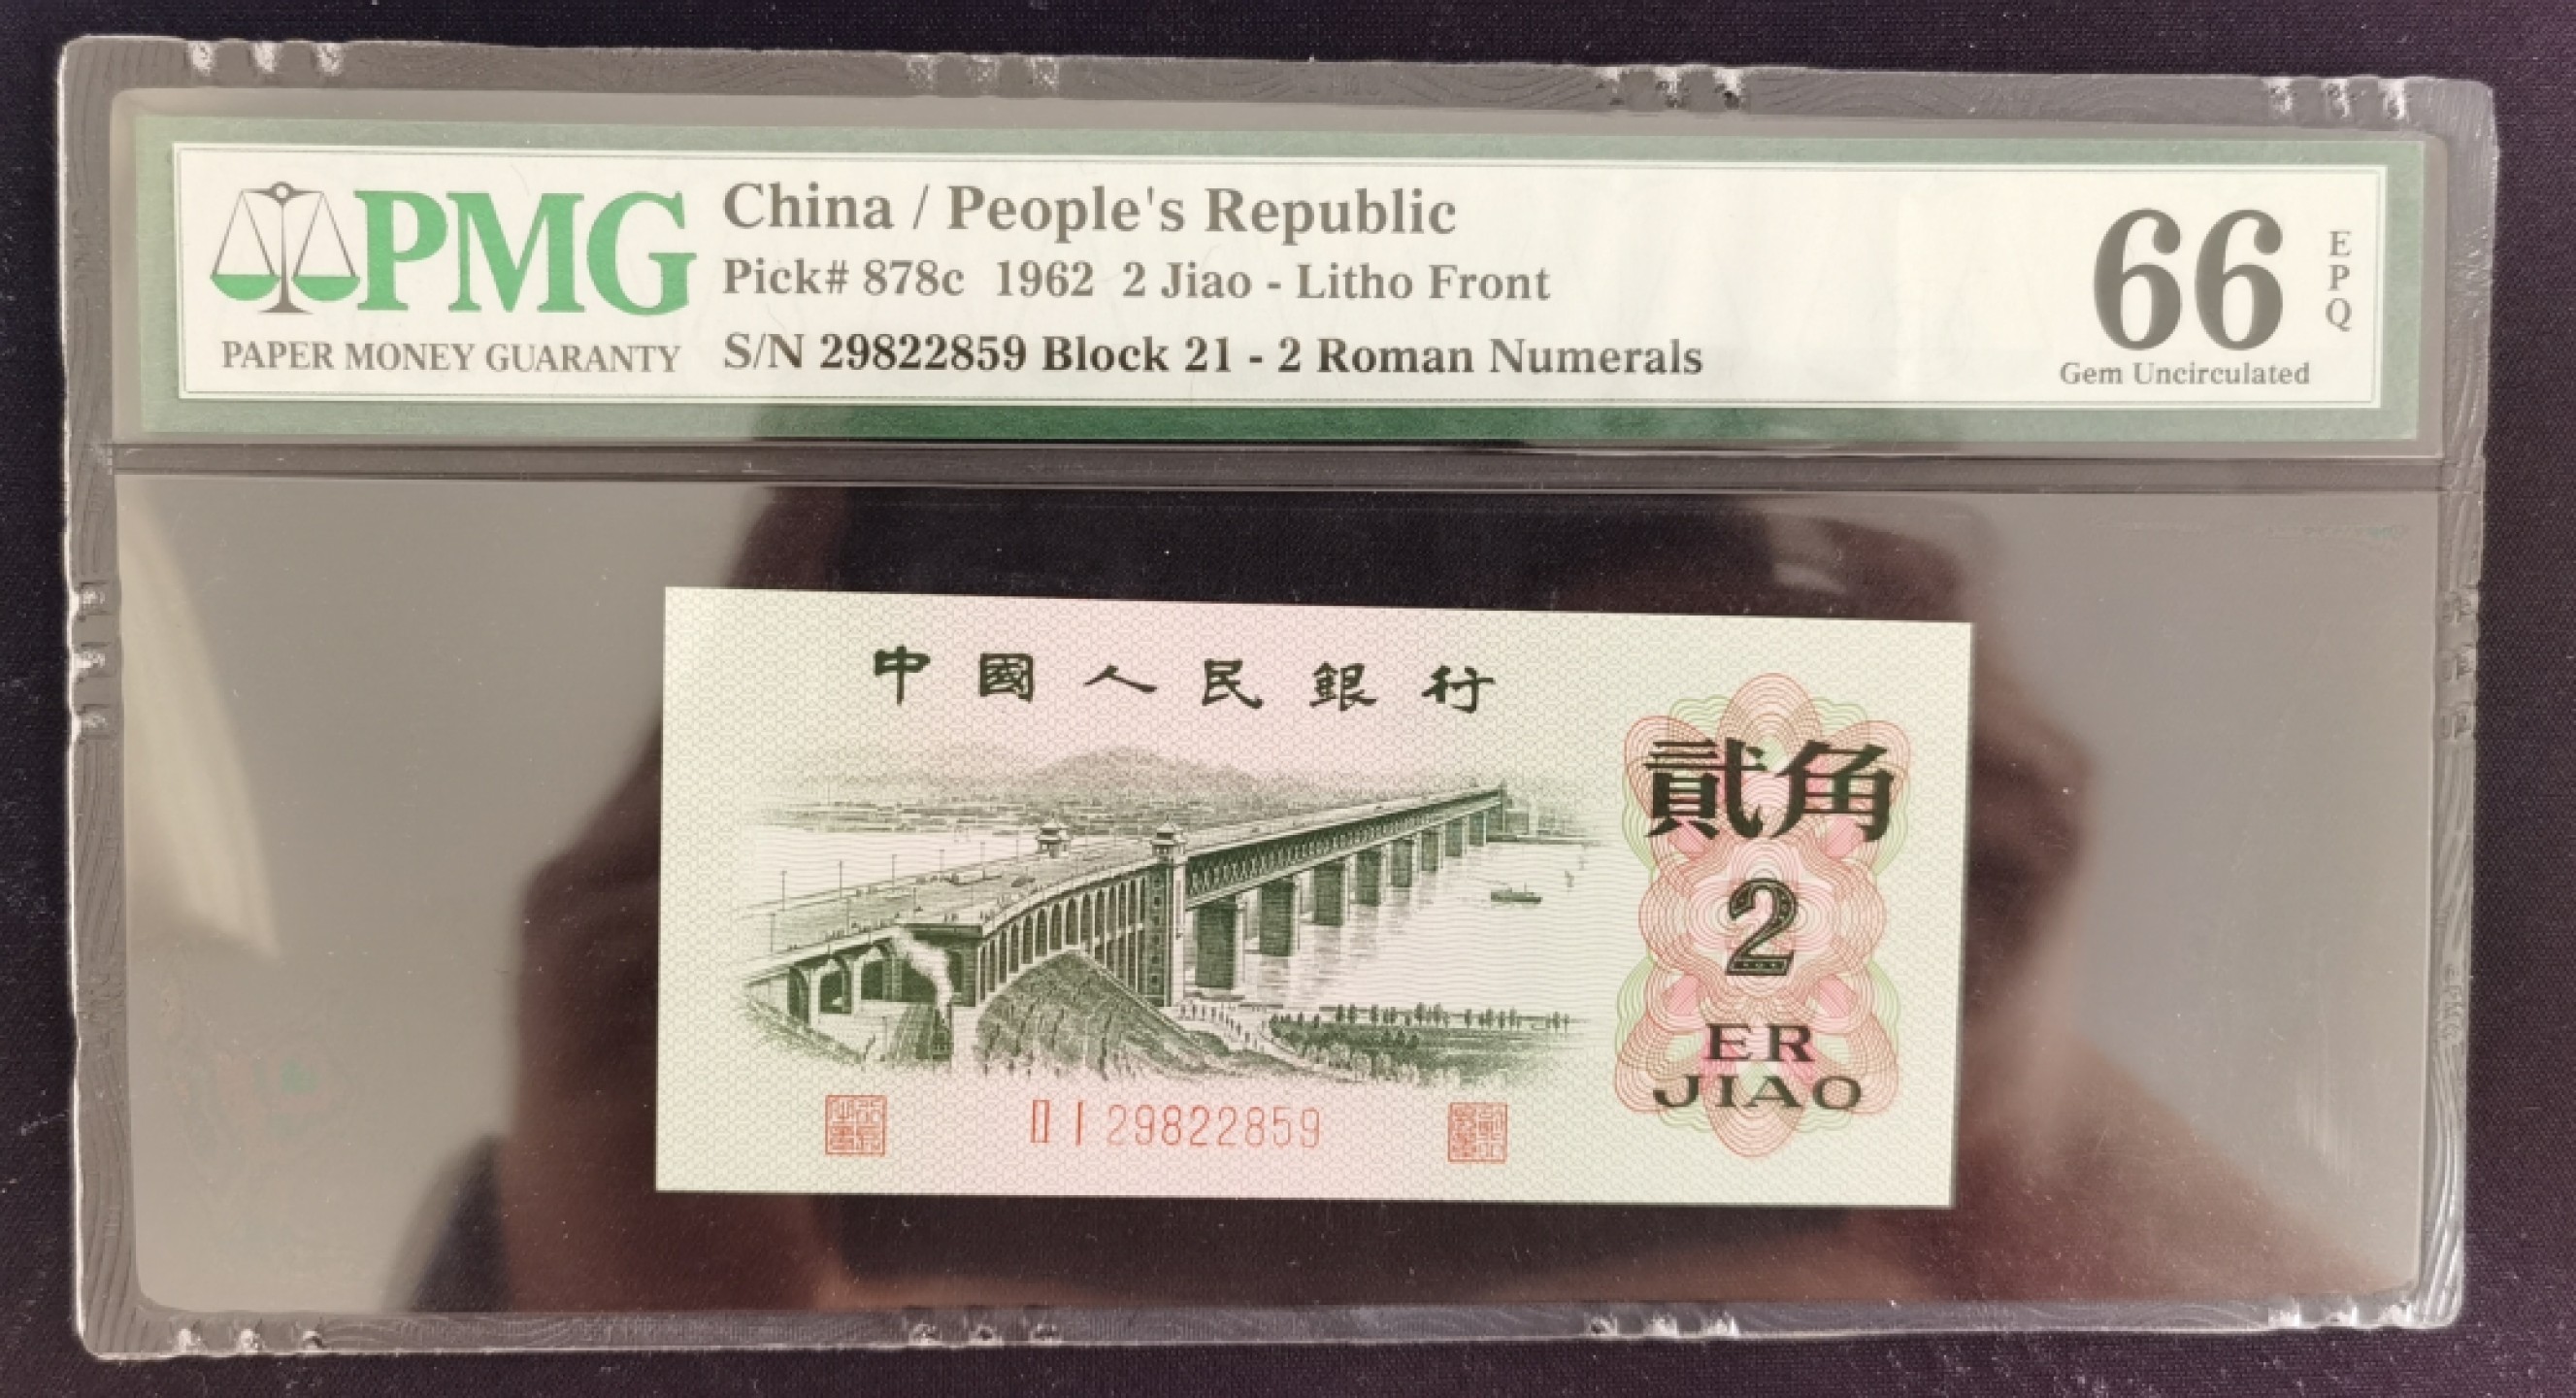 PMG
PAPER MONEY GUARANTY
China / People's Republic
Pick# 878c 1962 2 Jiao - Litho Front
S/N 29822859 Block 21 - 2 Roman Numerals
66
EPQ
Gem Uncirculated
中國人民銀行
貳角
2
ER
JIAO
II I 29822859